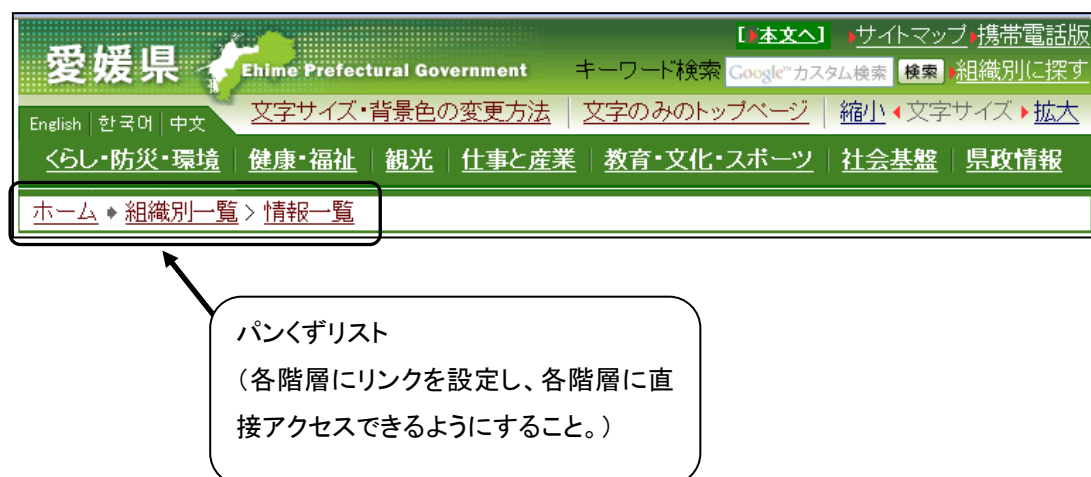 【本文へ】 サイトマップ 携帯電話版
愛媛県 Ehime Prefectural Government キーワード検索 Google™カスタム検索 検索 組織別に探す
English 한국어 中文 文字サイズ・背景色の変更方法 文字のみのトップページ 縮小 文字サイズ 拡大
くらし・防災・環境 健康・福祉 観光 仕事と産業 教育・文化・スポーツ 社会基盤 県政情報
ホーム 組織別一覧 > 情報一覧
パンくずリスト
（各階層にリンクを設定し、各階層に直
接アクセスできるようにすること。）